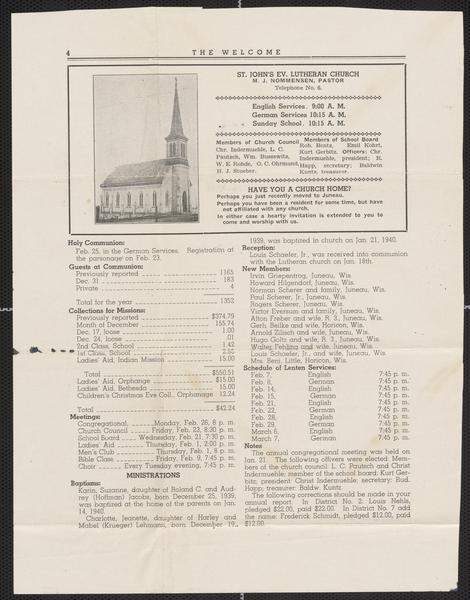 4 THE WELCOME
ST. JOHN'S EV. LUTHERAN CHURCH
M. J. NOMMENSEN, PASTOR
Telephone No. 6.
English Services. 9:00 A. M.
German Services 10:15 A. M.
Sunday School. 10:15 A. M.
Members of Church Council
Chr. Indermuehle, L. C.
Pautsch, Wm. Bussewitz,
W. E. Rohde, O. C. Ohrmund,
H. J. Stueber.
Members of School Board
Rob. Bentz, Emil Kohrt,
Kurt Gerbitz. Officers: Chr.
Indermuehle, president; R.
Happ, secretary; Baldwin
Kuntz, treasurer.
HAVE YOU A CHURCH HOME?
Perhaps you just recently moved to Juneau.
Perhaps you have been a resident for some time, but have
not affiliated with any church.
In either case a hearty invitation is extended to you to
come and worship with us.
Holy Communion:
Feb. 25, in the German Services. Registration at
the parsonage on Feb. 23.
Guests at Communion:
Previously reported 1165
Dec. 31 183
Private 4
Total for the year 1352
Collections for Missions:
Previously reported $374.79
Month of December 155.74
Dec. 17, loose 1.00
Dec. 24, loose .01
2nd Class, School 1.42
1st Class, School 2.55
Ladies' Aid, Indian Mission 15.00
Total $550.51
Ladies' Aid, Orphanage $15.00
Ladies' Aid, Bethesda 15.00
Children's Christmas Eve Coll., Orphanage 12.24
Total $42.24
Meetings:
Congregational, Monday, Feb. 26, 8 p. m.
Church Council Friday, Feb. 23, 8:30 p. m.
School Board Wednesday, Feb. 21, 7:30 p. m.
Ladies' Aid Thursday, Feb. 1, 2:00 p. m.
Men's Club Thursday, Feb. 1, 8 p. m.
Bible Class Friday, Feb. 9, 7:45 p. m.
Choir Every Tuesday evening, 7:45 p. m.
MINISTRATIONS
Baptisms:
Karin, Suzanne, daughter of Roland C. and Aud-
rey (Hoffman) Jacobs, born December 25, 1939,
was baptized at the home of the parents on Jan.
14, 1940.
Charlotte, Jeanette, daughter of Harley and
Mabel (Krueger) Lehmann, born December 19,
1939, was baptized in church on Jan. 21, 1940.
Reception:
Louis Schaefer, Jr., was received into communion
with the Lutheran church on Jan. 18th.
New Members:
Irvin Griepentrog, Juneau, Wis.
Howard Hilgendorf, Juneau, Wis.
Norman Scherer and family, Juneau, Wis.
Paul Scherer, Jr., Juneau, Wis.
Rogers Scherer, Juneau, Wis.
Victor Eversum and family, Juneau, Wis.
Alton Freher and wife, R. 3., Juneau, Wis.
Gerh. Beilke and wife, Horicon, Wis.
Arnold Zilisch and wife, Juneau, Wis.
Hugo Goltz and wife, R. 3., Juneau, Wis.
Walter Fehling and wife, Juneau, Wis.
Louis Schaefer, Jr., and wife, Juneau, Wis.
Mrs. Benj. Little, Horicon, Wis.
Schedule of Lenten Services:
Feb. 7, English 7:45 p. m.
Feb. 8, German 7:45 p. m.
Feb. 14, English 7:45 p. m.
Feb. 15, German 7:45 p. m.
Feb. 21, English 7:45 p. m.
Feb. 22, German 7:45 p. m.
Feb. 28, English 7:45 p. m.
Feb. 29, German 7:45 p. m.
March 6, English 7:45 p. m.
March 7, German 7:45 p. m.
Notes
The annual congregational meeting was held on
Jan. 21. The following officers were elected: Mem-
bers of the church council: L. C. Pautsch and Christ
Indermuehle; member of the school board: Kurt Ger-
bitz, president: Christ Indermuehle; secretary: Rud.
Happ; treasurer: Baldw. Kuntz.
The following corrections should be made in your
annual report. In District No. 2: Louis Nehls,
pledged $22.00, paid $22.00. In District No. 7 add
the name: Frederick Schmidt, pledged $12.00, paid
$12.00.